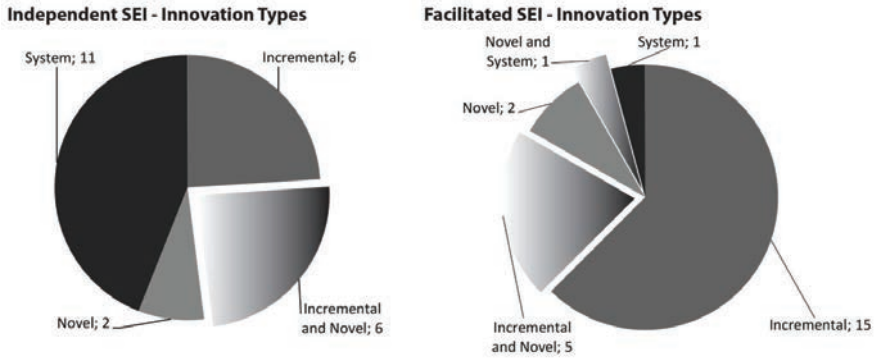 Independent SEI - Innovation Types
System; 11
Incremental; 6
Novel; 2
Incremental
and Novel; 6
Facilitated SEI - Innovation Types
Novel and
System; 1
System; 1
Novel; 2
Incremental
and Novel; 5
Incremental; 15